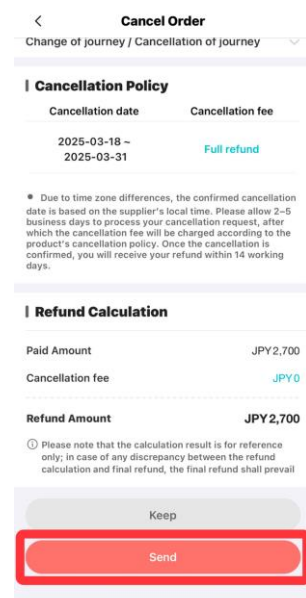 Cancel Order
Change of journey / Cancellation of journey
Cancellation Policy
Cancellation date Cancellation fee
2025-03-18 ~
2025-03-31
Full refund
• Due to time zone differences, the confirmed cancellation
date is based on the supplier's local time. Please allow 2–5
business days to process your cancellation request, after
which the cancellation fee will be charged according to the
product's cancellation policy. Once the cancellation is
confirmed, you will receive your refund within 14 working
days.
Refund Calculation
Paid Amount JPY 2,700
Cancellation fee JPY 0
Refund Amount JPY 2,700
Please note that the calculation result is for reference
only; in case of any discrepancy between the refund
calculation and final refund, the final refund shall prevail
Keep
Send